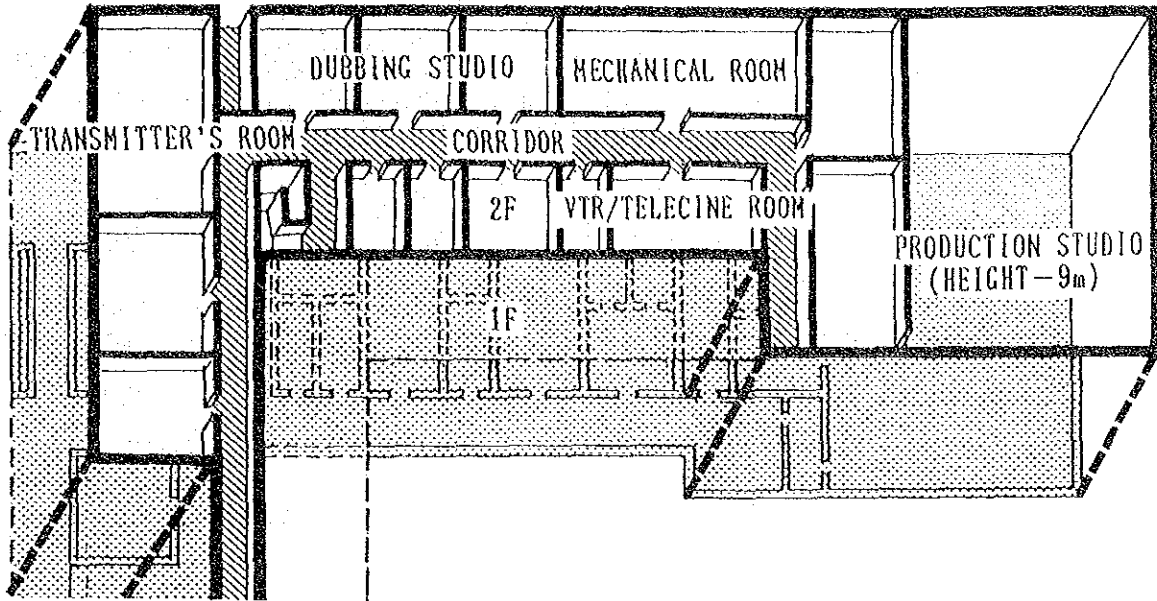 DUBBING STUDIO
MECHANICAL ROOM
TRANSMITTER'S ROOM
CORRIDOR
2F
VTR/TELECINE ROOM
PRODUCTION STUDIO
(HEIGHT-9m)
1F